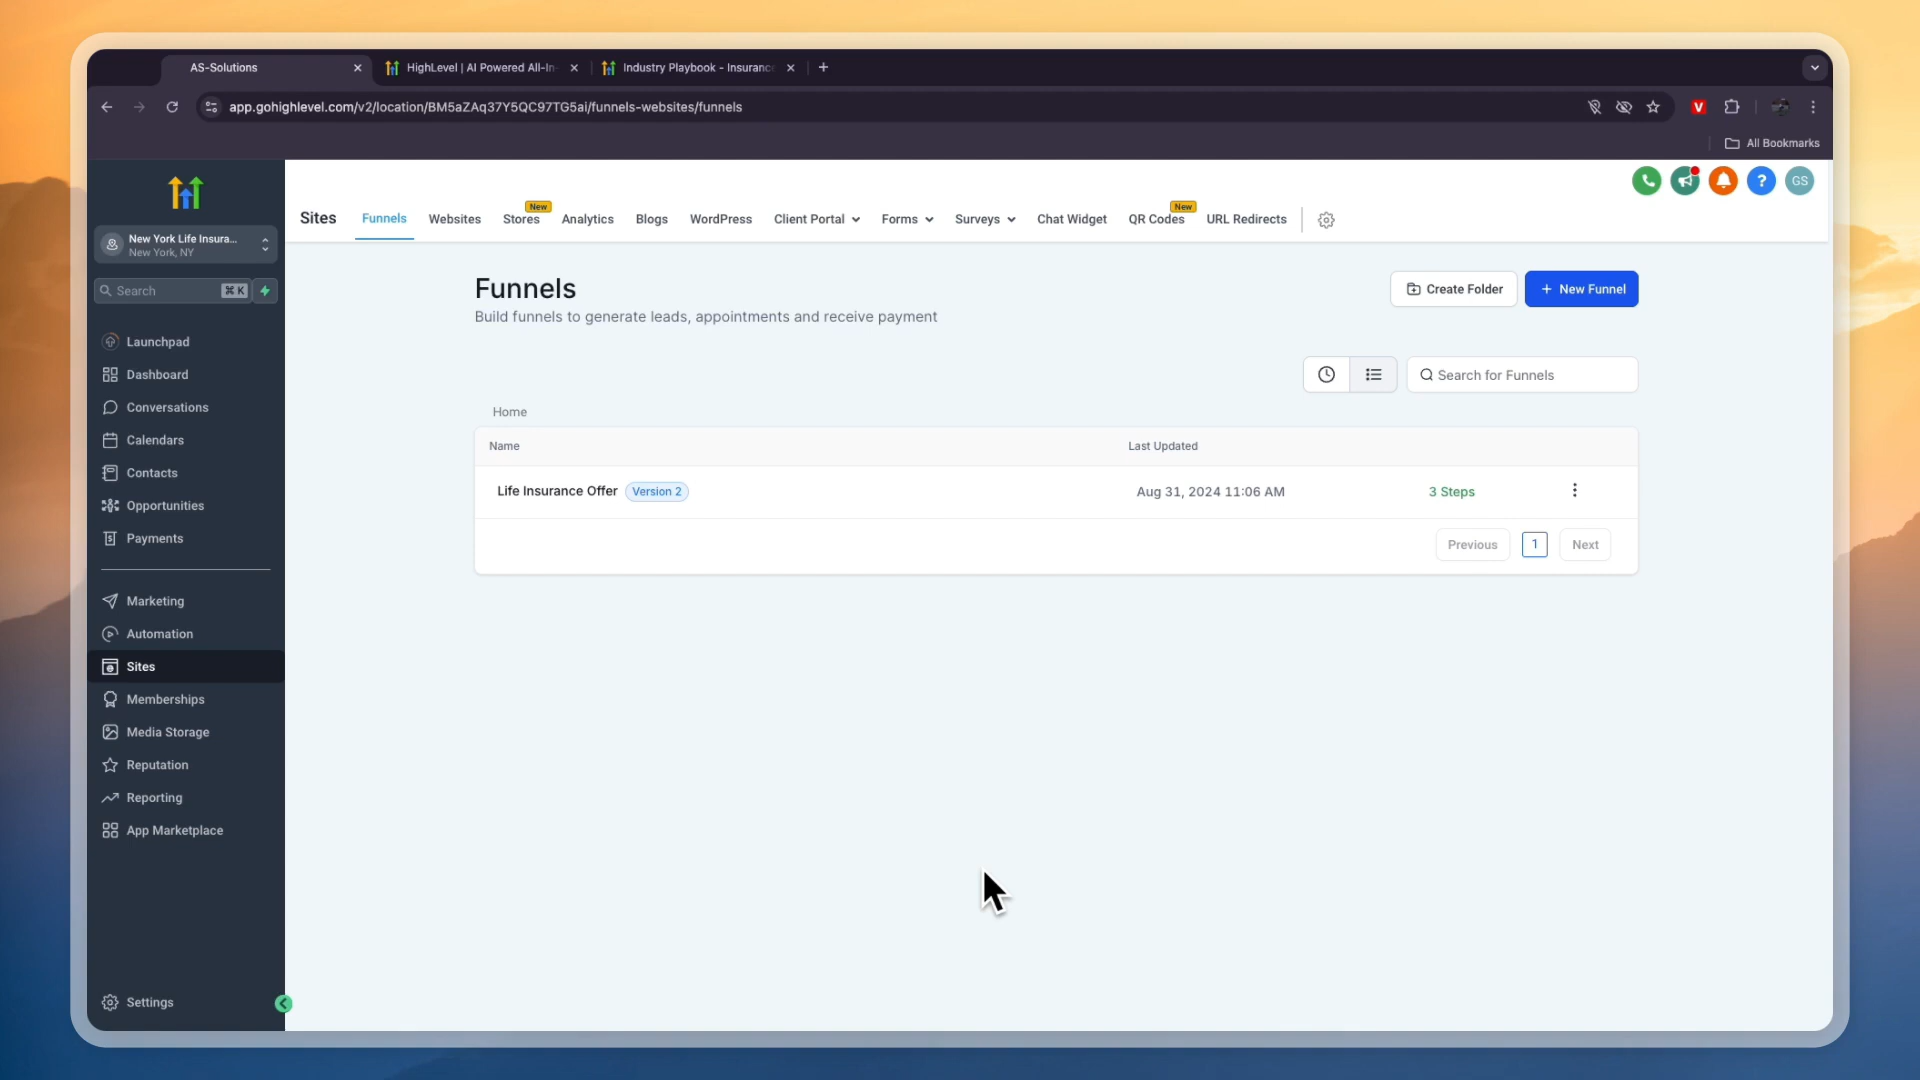 AS-Solutions
HighLevel | AI Powered All-In-
Industry Playbook - Insuranc
app.gohighlevel.com/v2/location/BM5aZAq37Y5QC97TG5ai/funnels-websites/funnels
V
All Bookmarks
GS
New York Life Insura...
New York, NY
Search ⌘ K
Launchpad
Dashboard
Conversations
Calendars
Contacts
Opportunities
Payments
Marketing
Automation
Sites
Memberships
Media Storage
Reputation
Reporting
App Marketplace
Settings
New New
Sites Funnels Websites Stores Analytics Blogs WordPress Client Portal Forms Surveys Chat Widget QR Codes URL Redirects
Funnels
Build funnels to generate leads, appointments and receive payment
Create Folder
+ New Funnel
Search for Funnels
Home
Name Last Updated
Life Insurance Offer Version 2 Aug 31, 2024 11:06 AM 3 Steps
Previous 1 Next